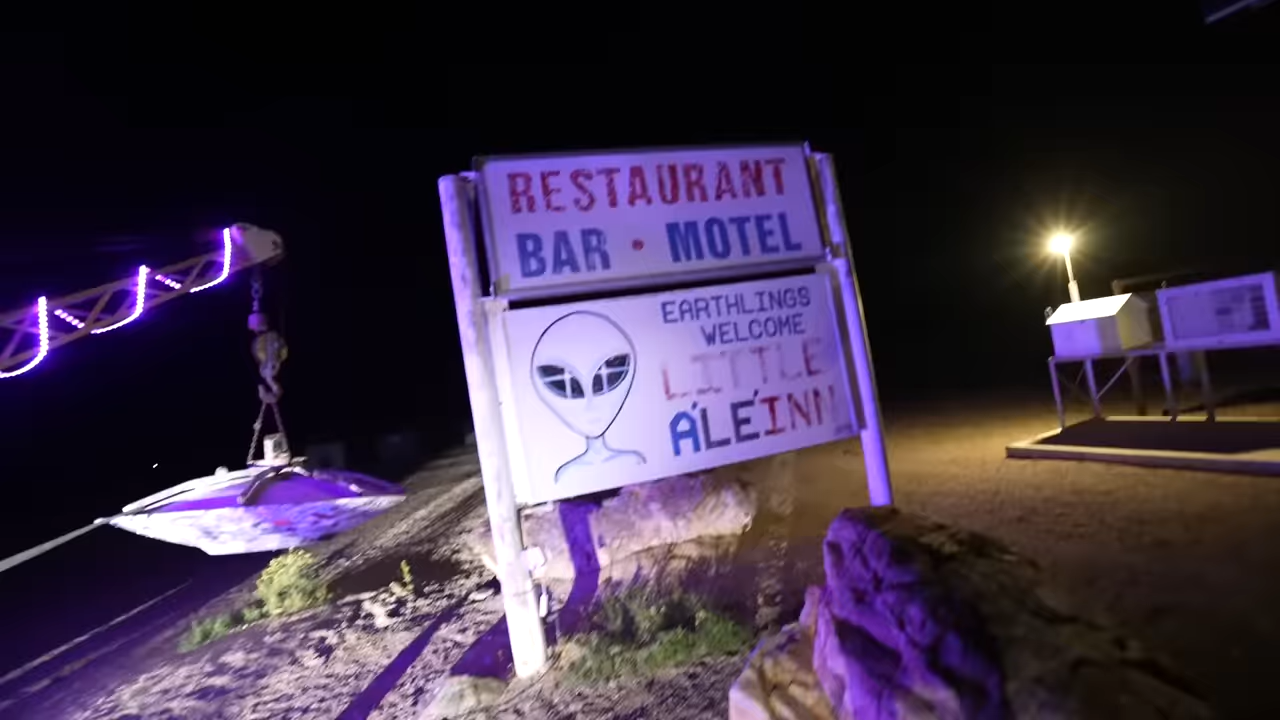 RESTAURANT
BAR • MOTEL
EARTHLINGS
WELCOME
LITTLE
A'LE'INN